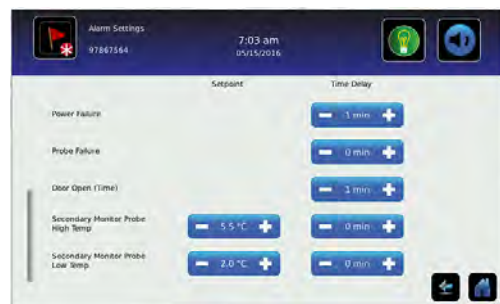 Alarm Settings
97867564
7:03 am
05/15/2016
Setpoint
Time Delay
Power Failure
1 min
Probe Failure
0 min
Door Open (Time)
1 min
Secondary Monitor Probe
High Temp
5.5 °C
0 min
Secondary Monitor Probe
Low Temp
2.0 °C
0 min